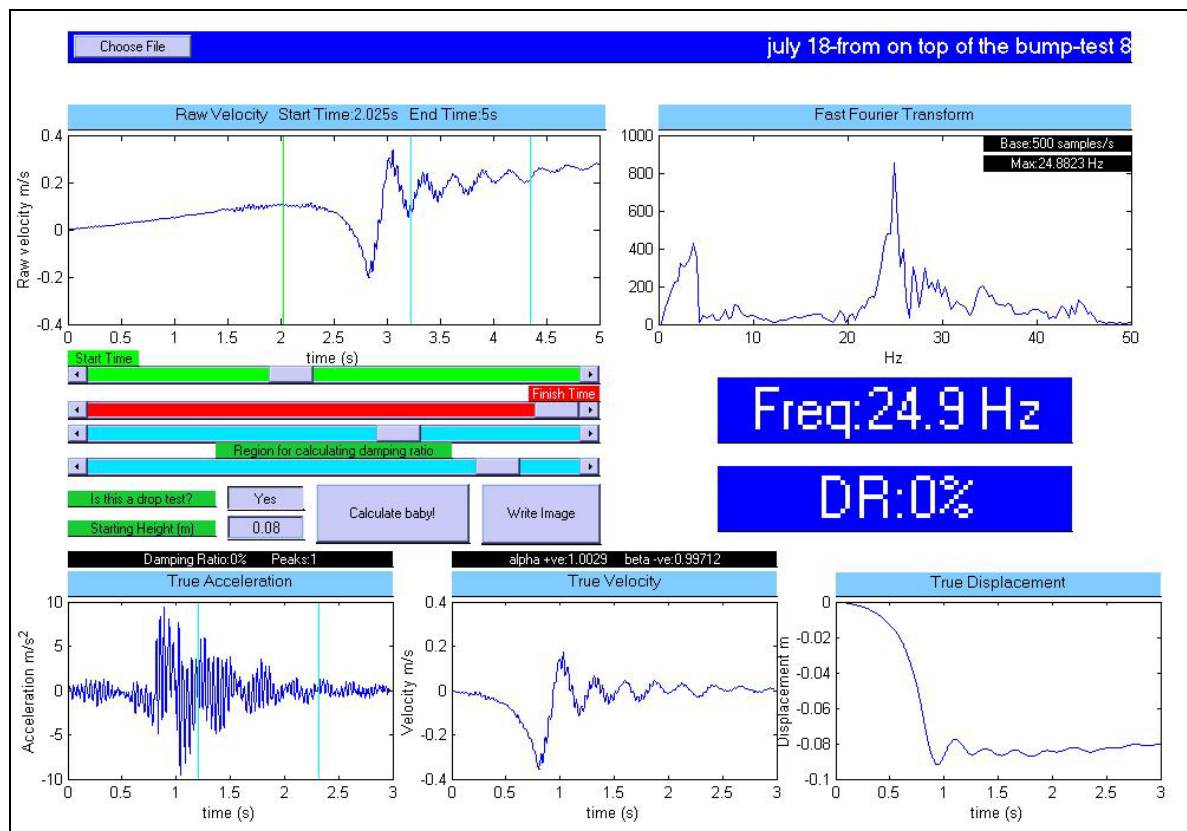 Choose File
july 18-from on top of the bump-test 8
Raw Velocity Start Time:2.025s End Time:5s
0.4
0.2
0
-0.2
-0.4
Raw velocity m/s
0 0.5 1 1.5 2 2.5 3 3.5 4 4.5 5
time (s)
Fast Fourier Transform
Base:500 samples/s
Max:24.8823 Hz
1000
800
600
400
200
0
0 10 20 30 40 50
Hz
Start Time
Finish Time
Region for calculating damping ratio
Is this a drop test? Yes
Starting Height (m) 0.08
Calculate baby!
Write Image
Freq:24.9 Hz
DR:0%
Damping Ratio:0% Peaks:1
True Acceleration
10
5
0
-5
-10
Acceleration m/s²
0 0.5 1 1.5 2 2.5 3
time (s)
alpha +ve:1.0029 beta -ve:0.99712
True Velocity
0.4
0.2
0
-0.2
-0.4
Velocity m/s
0 0.5 1 1.5 2 2.5 3
time (s)
True Displacement
0
-0.02
-0.04
-0.06
-0.08
-0.1
Displacement m
0 0.5 1 1.5 2 2.5 3
time (s)